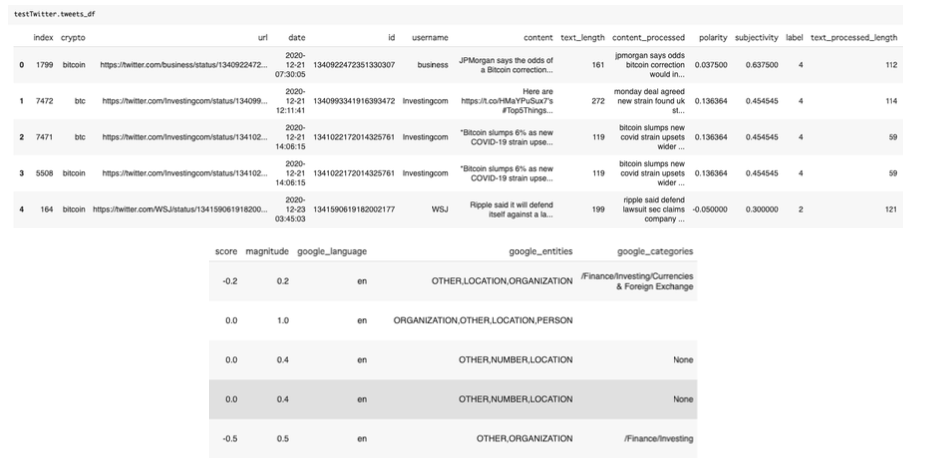 testTwitter.tweets_df
index crypto url date id username content text_length content_processed polarity subjectivity label text_processed_length
0 1799 bitcoin https://twitter.com/business/status/1340922472... 2020-12-21 07:30:05 1340922472351330307 business JPMorgan says the odds of a Bitcoin correction... 161 jpmorgan says odds bitcoin correction would in... 0.037500 0.637500 4 112
1 7472 btc https://twitter.com/Investingcom/status/134099... 2020-12-21 12:11:41 1340993341916393472 Investingcom Here are https://t.co/HMaYPuSux7's #Top5Things... 272 monday deal agreed new strain found uk st... 0.136364 0.454545 4 114
2 7471 btc https://twitter.com/Investingcom/status/134102... 2020-12-21 14:06:15 1341022172014325761 Investingcom "Bitcoin slumps 6% as new COVID-19 strain upse... 119 bitcoin slumps new covid strain upsets wider ... 0.136364 0.454545 4 59
3 5508 bitcoin https://twitter.com/Investingcom/status/134102... 2020-12-21 14:06:15 1341022172014325761 Investingcom "Bitcoin slumps 6% as new COVID-19 strain upse... 119 bitcoin slumps new covid strain upsets wider ... 0.136364 0.454545 4 59
4 164 bitcoin https://twitter.com/WSJ/status/134159061918200... 2020-12-23 03:45:03 1341590619182002177 WSJ Ripple said it will defend itself against a la... 199 ripple said defend lawsuit sec claims company ... -0.050000 0.300000 2 121
score magnitude google_language google_entities google_categories
-0.2 0.2 en OTHER,LOCATION,ORGANIZATION /Finance/Investing/Currencies & Foreign Exchange
0.0 1.0 en ORGANIZATION,OTHER,LOCATION,PERSON
0.0 0.4 en OTHER,NUMBER,LOCATION None
0.0 0.4 en OTHER,NUMBER,LOCATION None
-0.5 0.5 en OTHER,ORGANIZATION /Finance/Investing